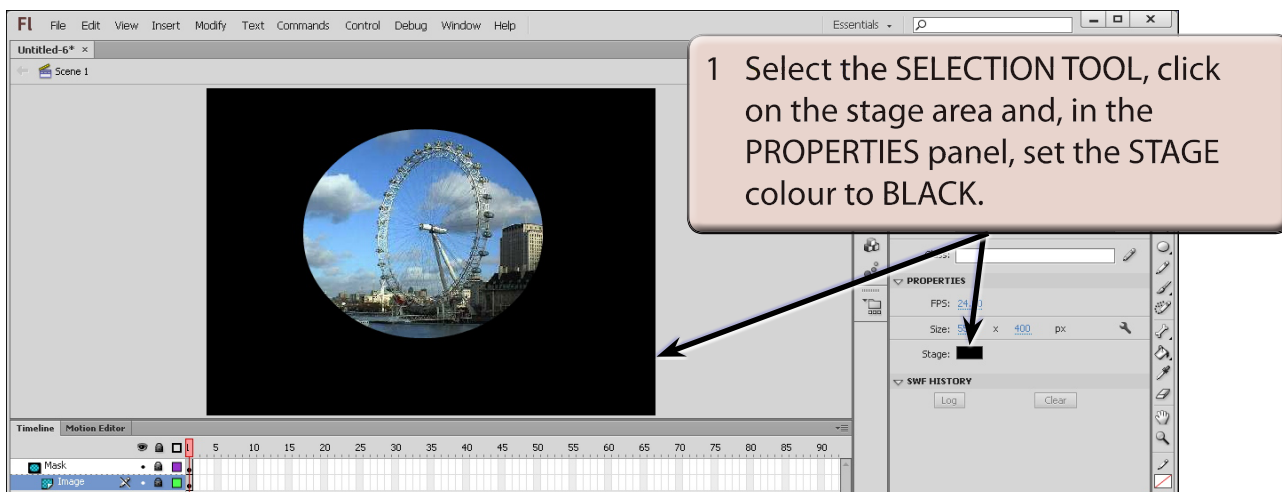 Fl File Edit View Insert Modify Text Commands Control Debug Window Help Essentials
Untitled-6* ×
Scene 1
1 Select the SELECTION TOOL, click
on the stage area and, in the
PROPERTIES panel, set the STAGE
colour to BLACK.
PROPERTIES
FPS:
Size: x 400 px
Stage:
SWF HISTORY
Log Clear
Timeline Motion Editor
5 10 15 20 25 30 35 40 45 50 55 60 65 70 75 80 85 90
Mask
Image